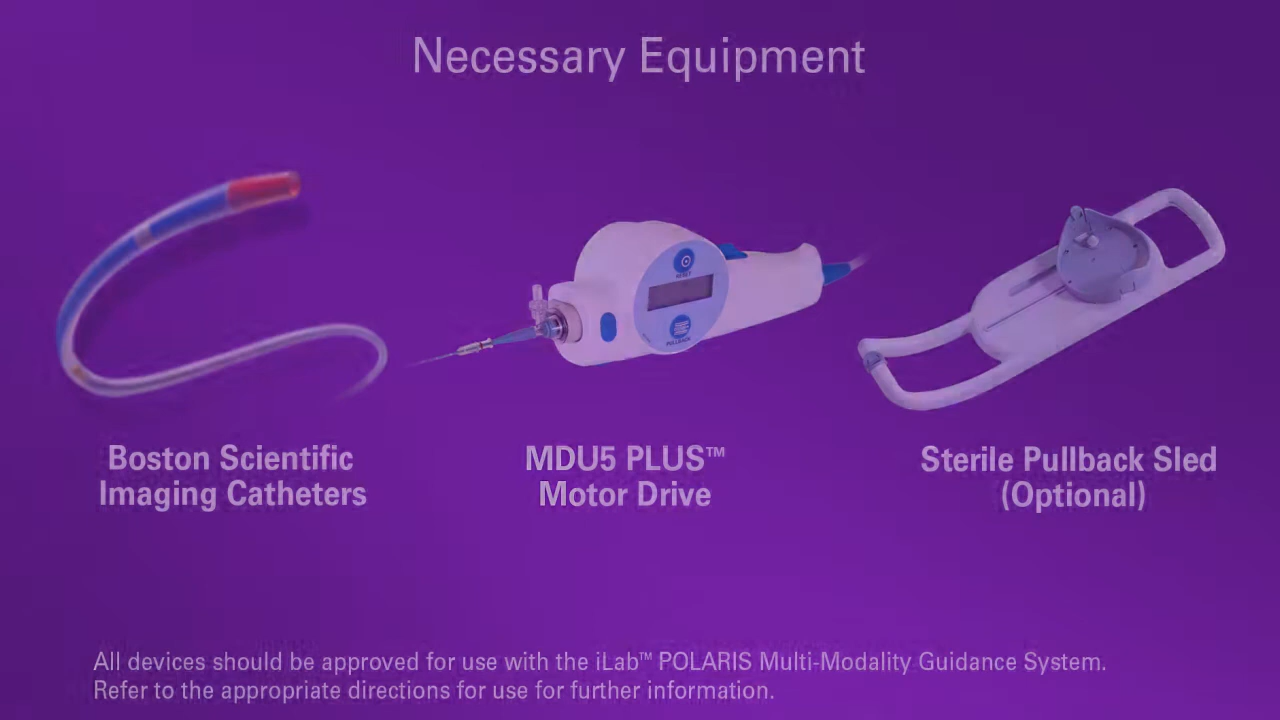 Necessary Equipment
RESET
PULLBACK
Boston Scientific
Imaging Catheters
MDU5 PLUS™
Motor Drive
Sterile Pullback Sled
(Optional)
All devices should be approved for use with the iLab™ POLARIS Multi-Modality Guidance System.
Refer to the appropriate directions for use for further information.